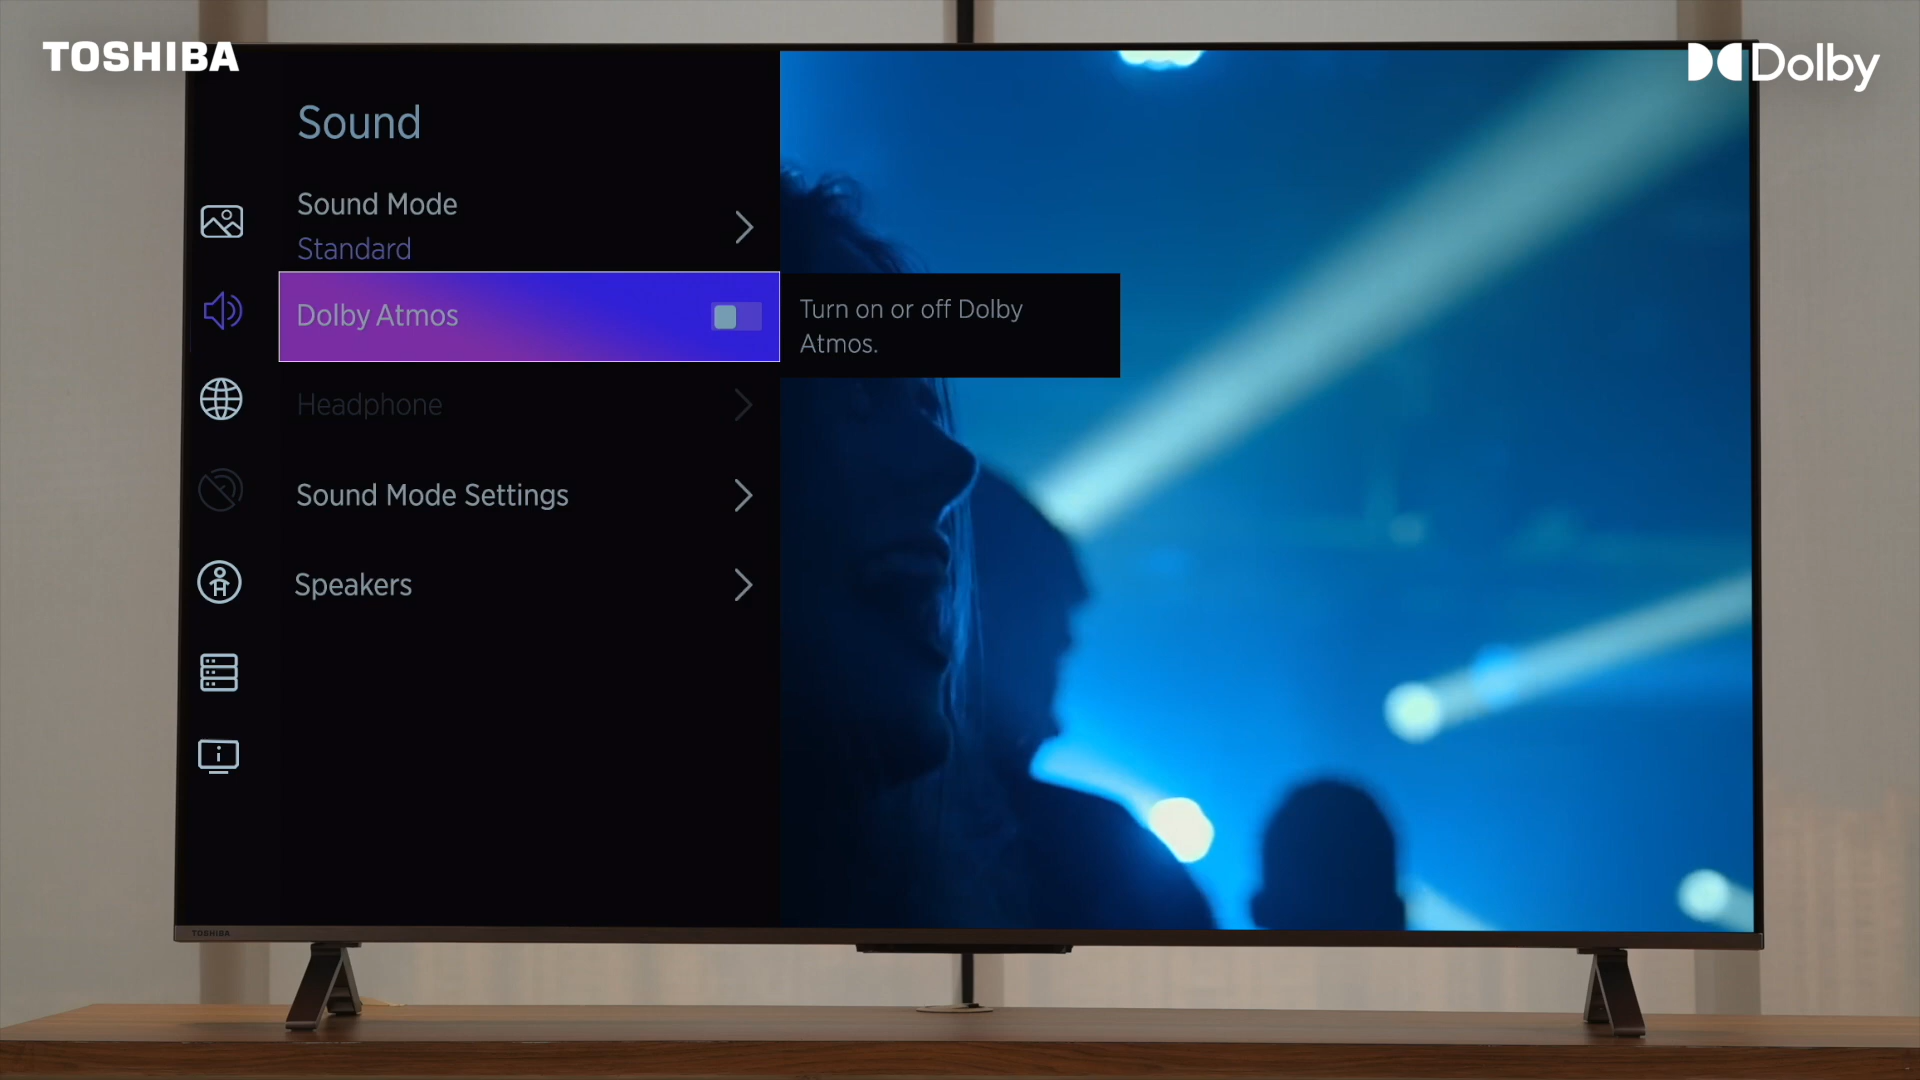 TOSHIBA
Dolby
Sound
Sound Mode
Standard
Dolby Atmos
Turn on or off Dolby
Atmos.
Headphone
Sound Mode Settings
Speakers
TOSHIBA